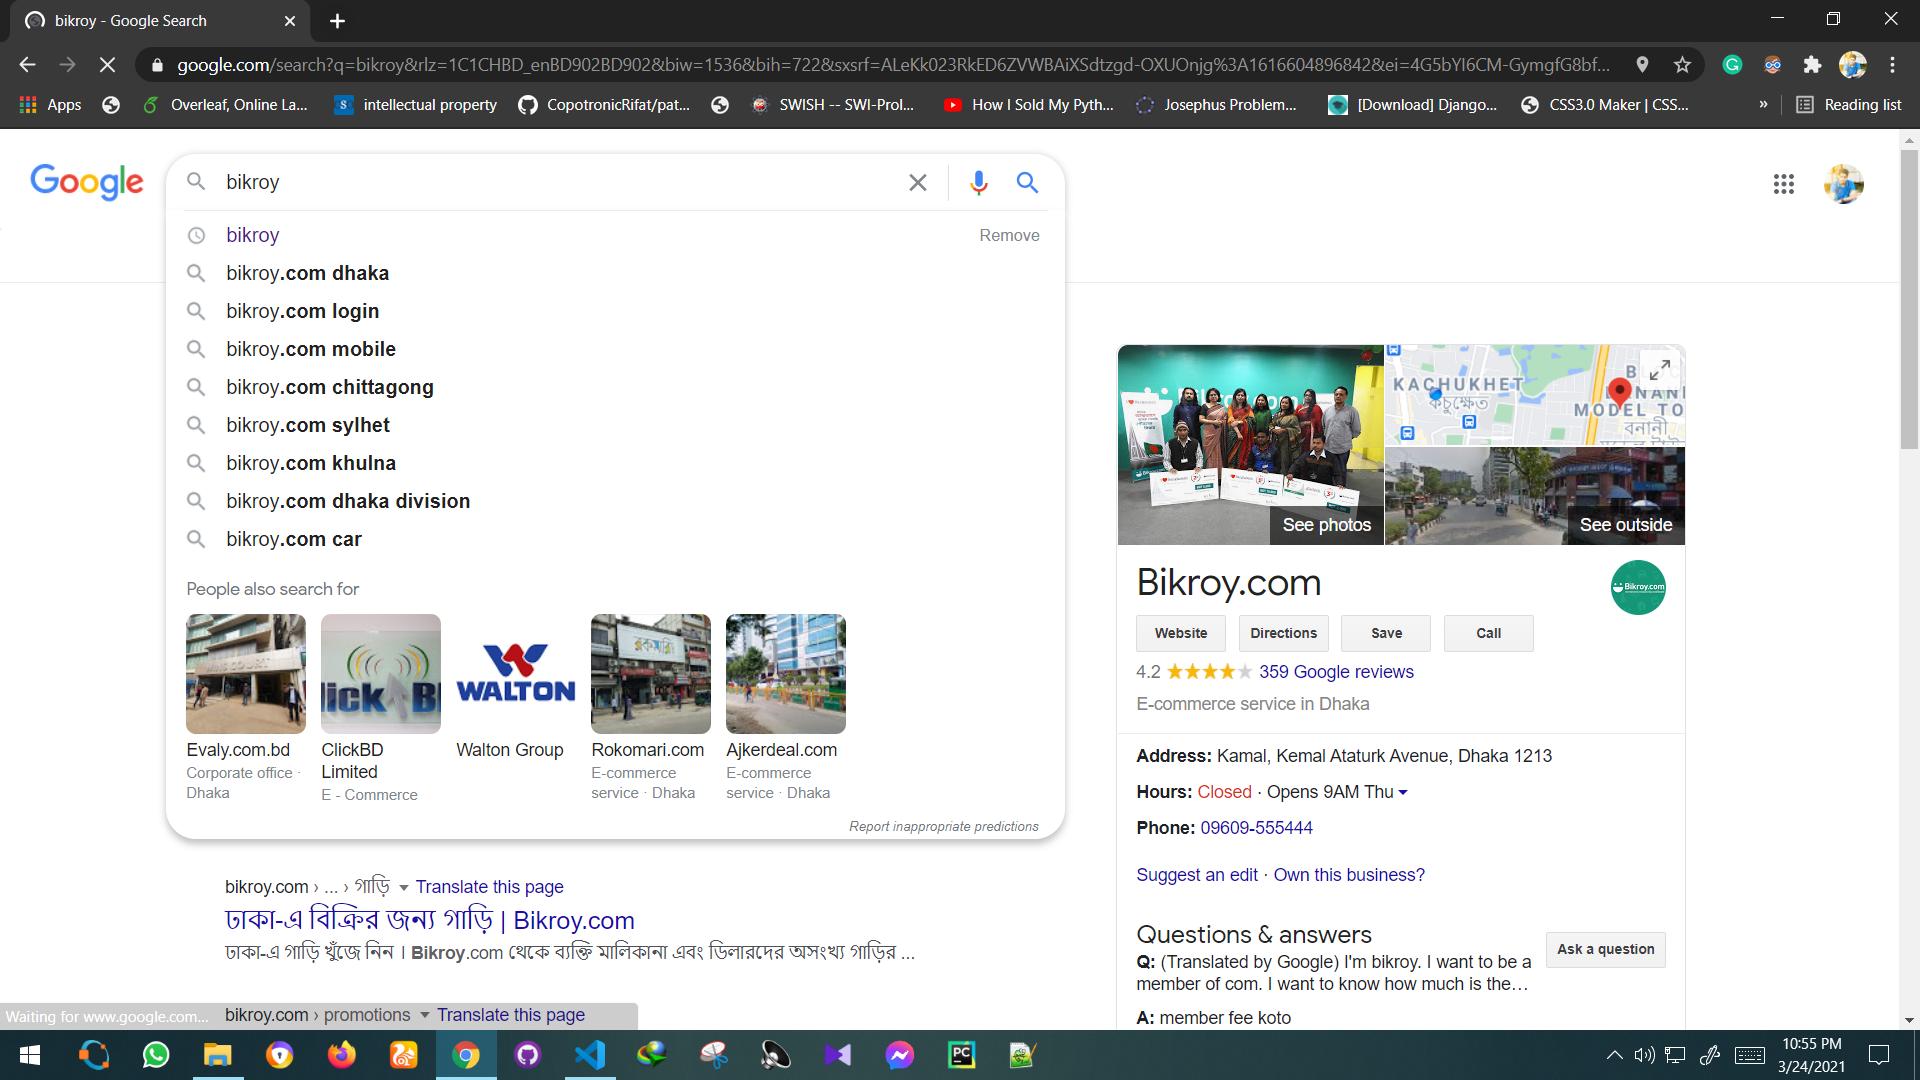 bikroy - Google Search
google.com/search?q=bikroy&rlz=1C1CHBD_enBD902BD902&biw=1536&bih=722&sxsrf=ALeKk023RkED6ZVWBAiXSdtzgd-OXUOnjg%3A1616604896842&ei=4G5bYI6CM-GymgfG8bf...
Apps
Overleaf, Online La...
intellectual property
CopotronicRifat/pat...
SWISH -- SWI-Prol...
How I Sold My Pyth...
Josephus Problem...
[Download] Django...
CSS3.0 Maker | CSS...
»
Reading list
Google
bikroy
bikroy
Remove
bikroy.com dhaka
bikroy.com login
bikroy.com mobile
bikroy.com chittagong
bikroy.com sylhet
bikroy.com khulna
bikroy.com dhaka division
bikroy.com car
People also search for
WALTON
Evaly.com.bd
Corporate office ·
Dhaka
ClickBD
Limited
E - Commerce
Walton Group
Rokomari.com
E-commerce
service · Dhaka
Ajkerdeal.com
E-commerce
service · Dhaka
Report inappropriate predictions
bikroy.com › ... › গাড়ি
Translate this page
ঢাকা-এ বিক্রির জন্য গাড়ি | Bikroy.com
ঢাকা-এ গাড়ি খুঁজে নিন । Bikroy.com থেকে ব্যক্তি মালিকানা এবং ডিলারদের অসংখ্য গাড়ির ...
bikroy.com › promotions
Translate this page
Waiting for www.google.com...
KACHUKHET
কচুক্ষেত
MODEL TO
বনানী
See photos
See outside
Bikroy.com
Bikroy.com
Website
Directions
Save
Call
4.2
359 Google reviews
E-commerce service in Dhaka
Address: Kamal, Kemal Ataturk Avenue, Dhaka 1213
Hours: Closed · Opens 9AM Thu
Phone: 09609-555444
Suggest an edit · Own this business?
Questions & answers
Ask a question
Q: (Translated by Google) I'm bikroy. I want to be a
member of com. I want to know how much is the...
A: member fee koto
PC
10:55 PM
3/24/2021